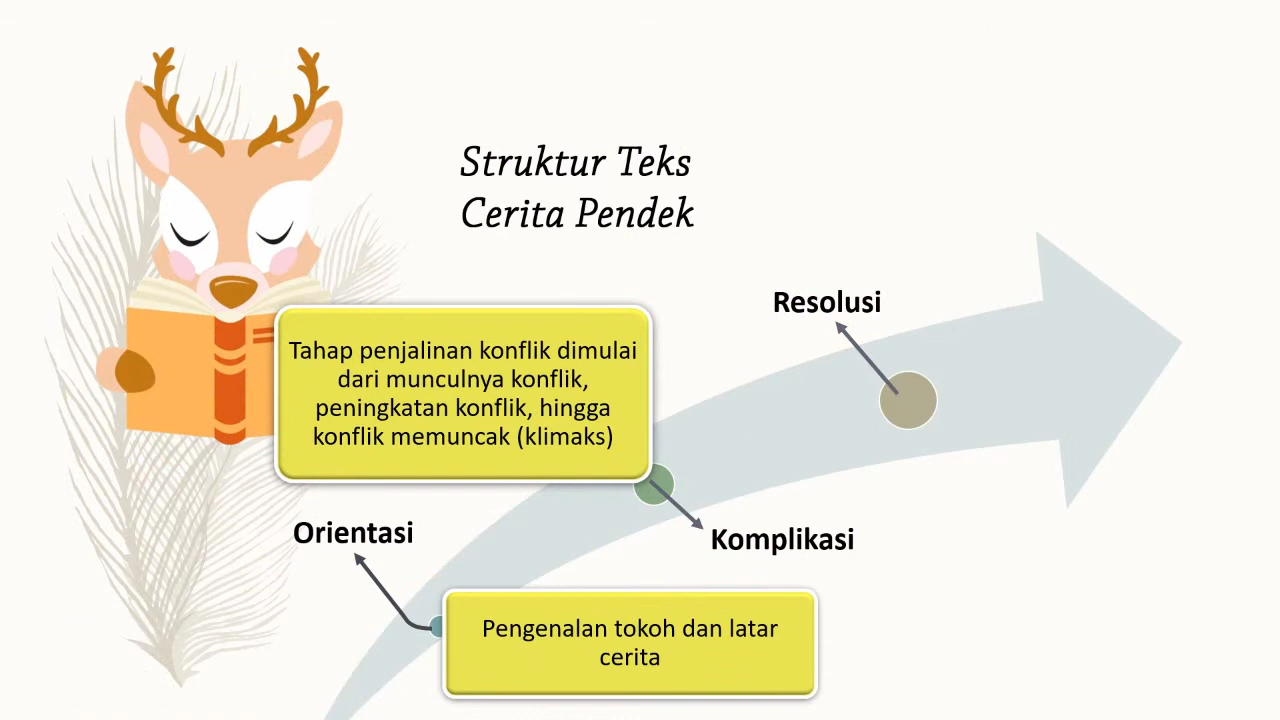 Struktur Teks
Cerita Pendek
Resolusi
Tahap penjalinan konflik dimulai
dari munculnya konflik,
peningkatan konflik, hingga
konflik memuncak (klimaks)
Orientasi
Komplikasi
Pengenalan tokoh dan latar
cerita